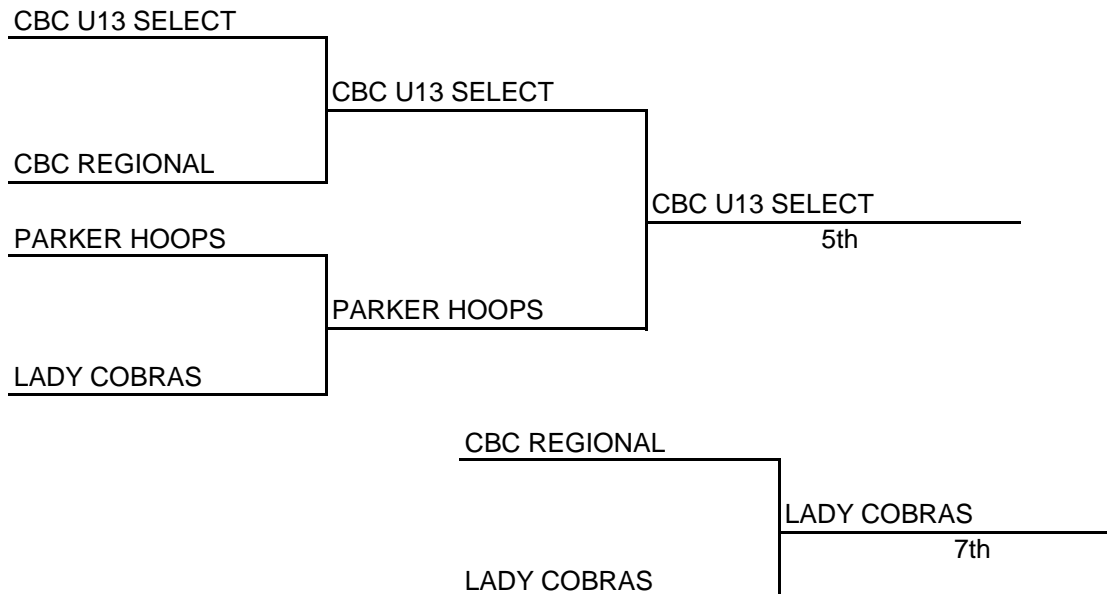 CBC U13 SELECT
CBC U13 SELECT
CBC REGIONAL
CBC U13 SELECT
PARKER HOOPS
5th
PARKER HOOPS
LADY COBRAS
CBC REGIONAL
LADY COBRAS
7th
LADY COBRAS